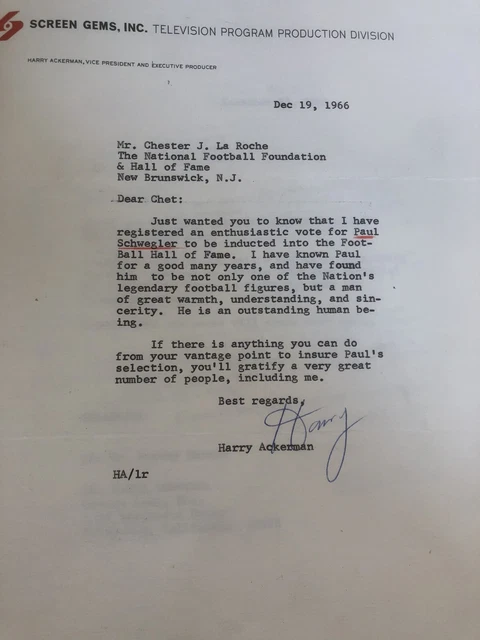 SCREEN GEMS, INC. TELEVISION PROGRAM PRODUCTION DIVISION
HARRY ACKERMAN, VICE PRESIDENT AND EXECUTIVE PRODUCER
Dec 19, 1966
Mr. Chester J. La Roche
The National Football Foundation
& Hall of Fame
New Brunswick, N.J.
Dear Chet:
Just wanted you to know that I have
registered an enthusiastic vote for Paul
Schwegler to be inducted into the Foot-
Ball Hall of Fame. I have known Paul
for a good many years, and have found
him to be not only one of the Nation's
legendary football figures, but a man
of great warmth, understanding, and sin-
cerity. He is an outstanding human be-
ing.
If there is anything you can do
from your vantage point to insure Paul's
selection, you'll gratify a very great
number of people, including me.
Best regards,
Harry
Harry Ackerman
HA/lr